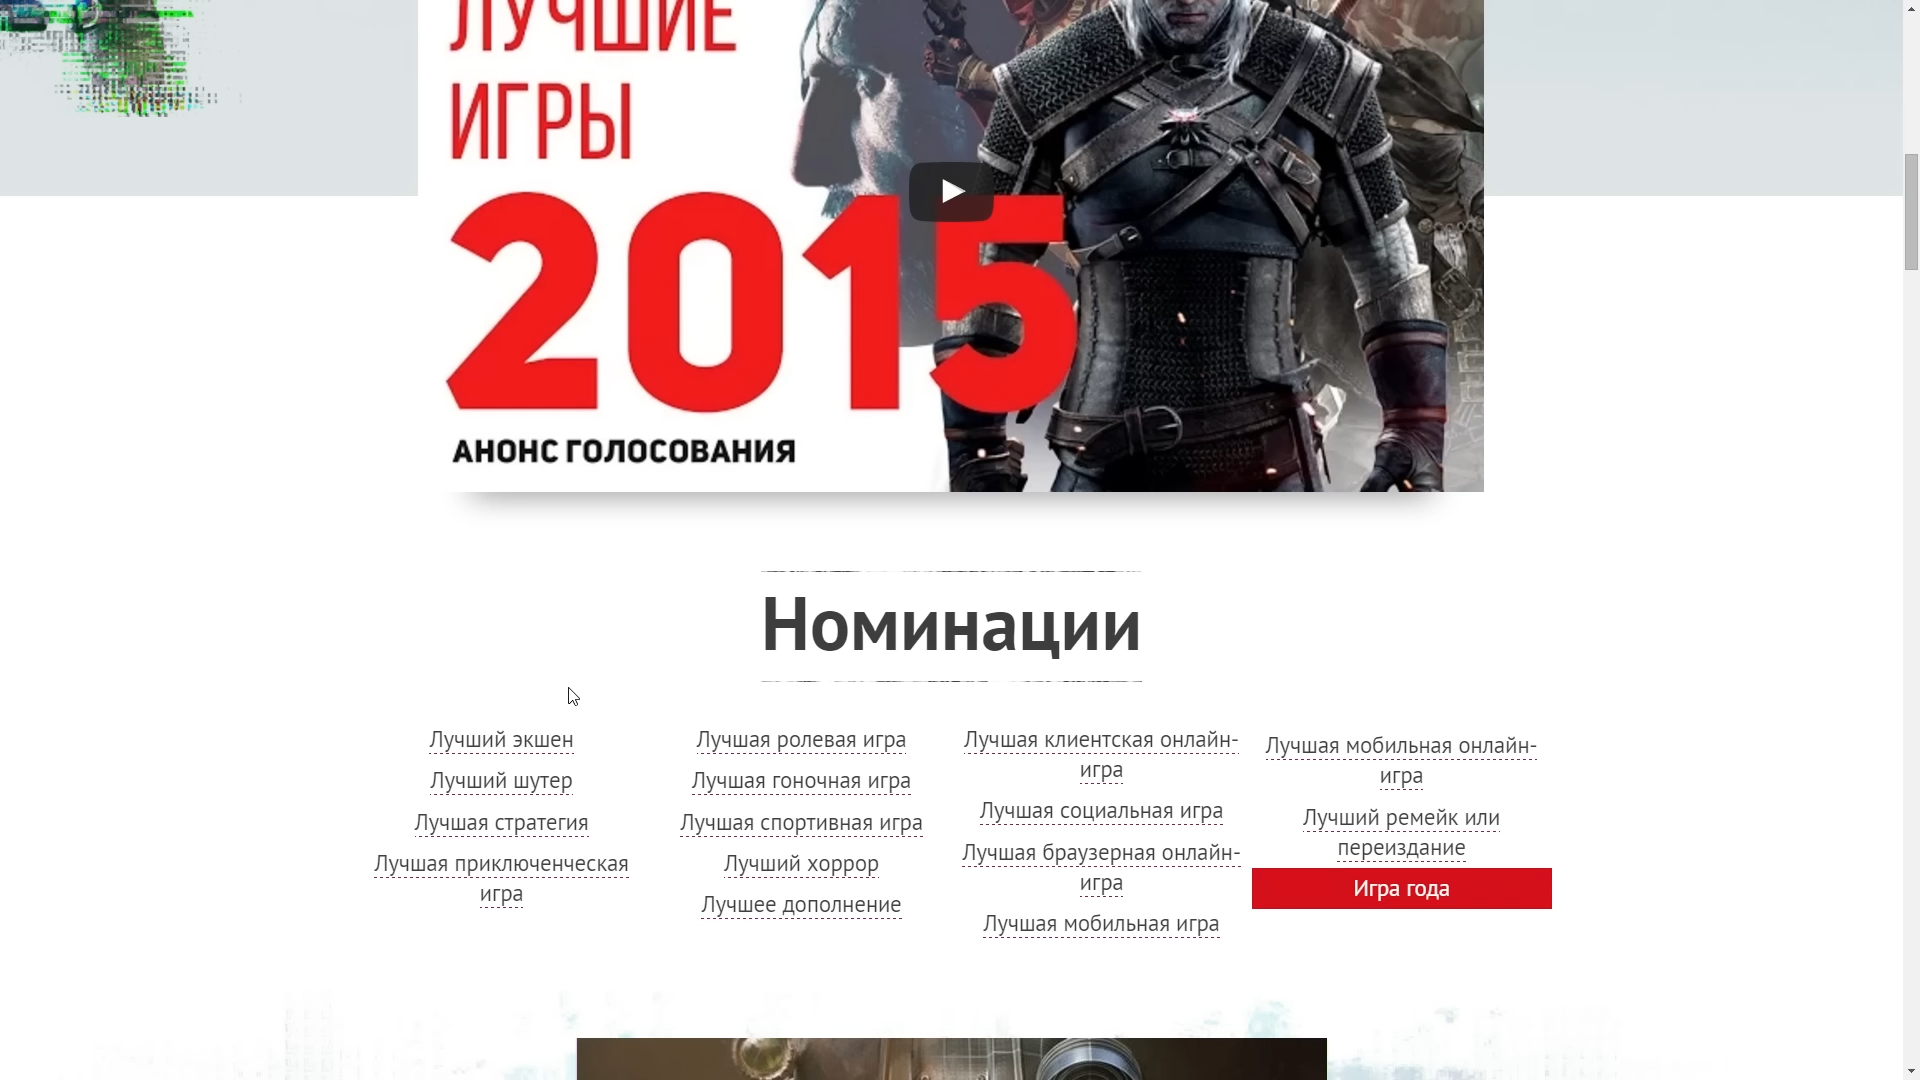 ЛУЧШИЕ
ИГРЫ
2015
АНОНС ГОЛОСОВАНИЯ
Номинации
Лучший экшен
Лучший шутер
Лучшая стратегия
Лучшая приключенческая
игра
Лучшая ролевая игра
Лучшая гоночная игра
Лучшая спортивная игра
Лучший хоррор
Лучшее дополнение
Лучшая клиентская онлайн-
игра
Лучшая социальная игра
Лучшая браузерная онлайн-
игра
Лучшая мобильная игра
Лучшая мобильная онлайн-
игра
Лучший ремейк или
переиздание
Игра года